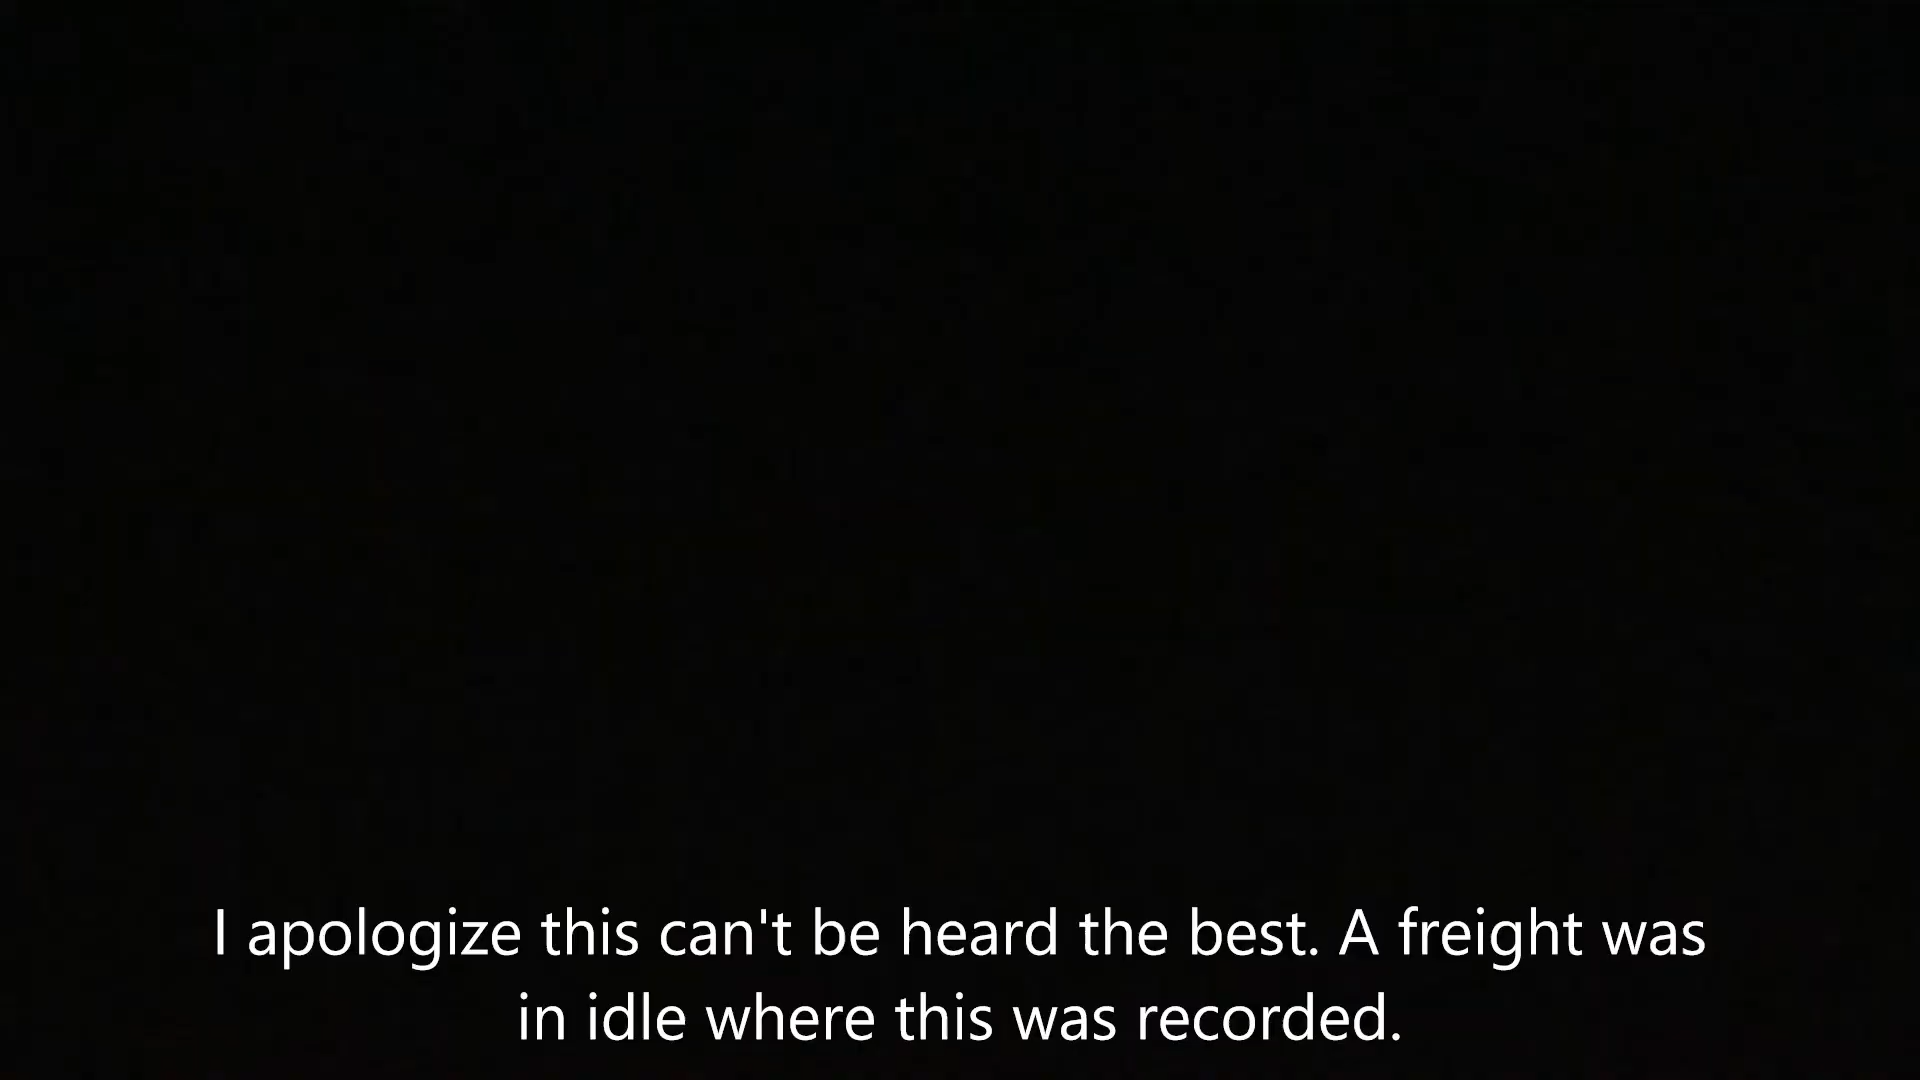 I apologize this can't be heard the best. A freight was
in idle where this was recorded.